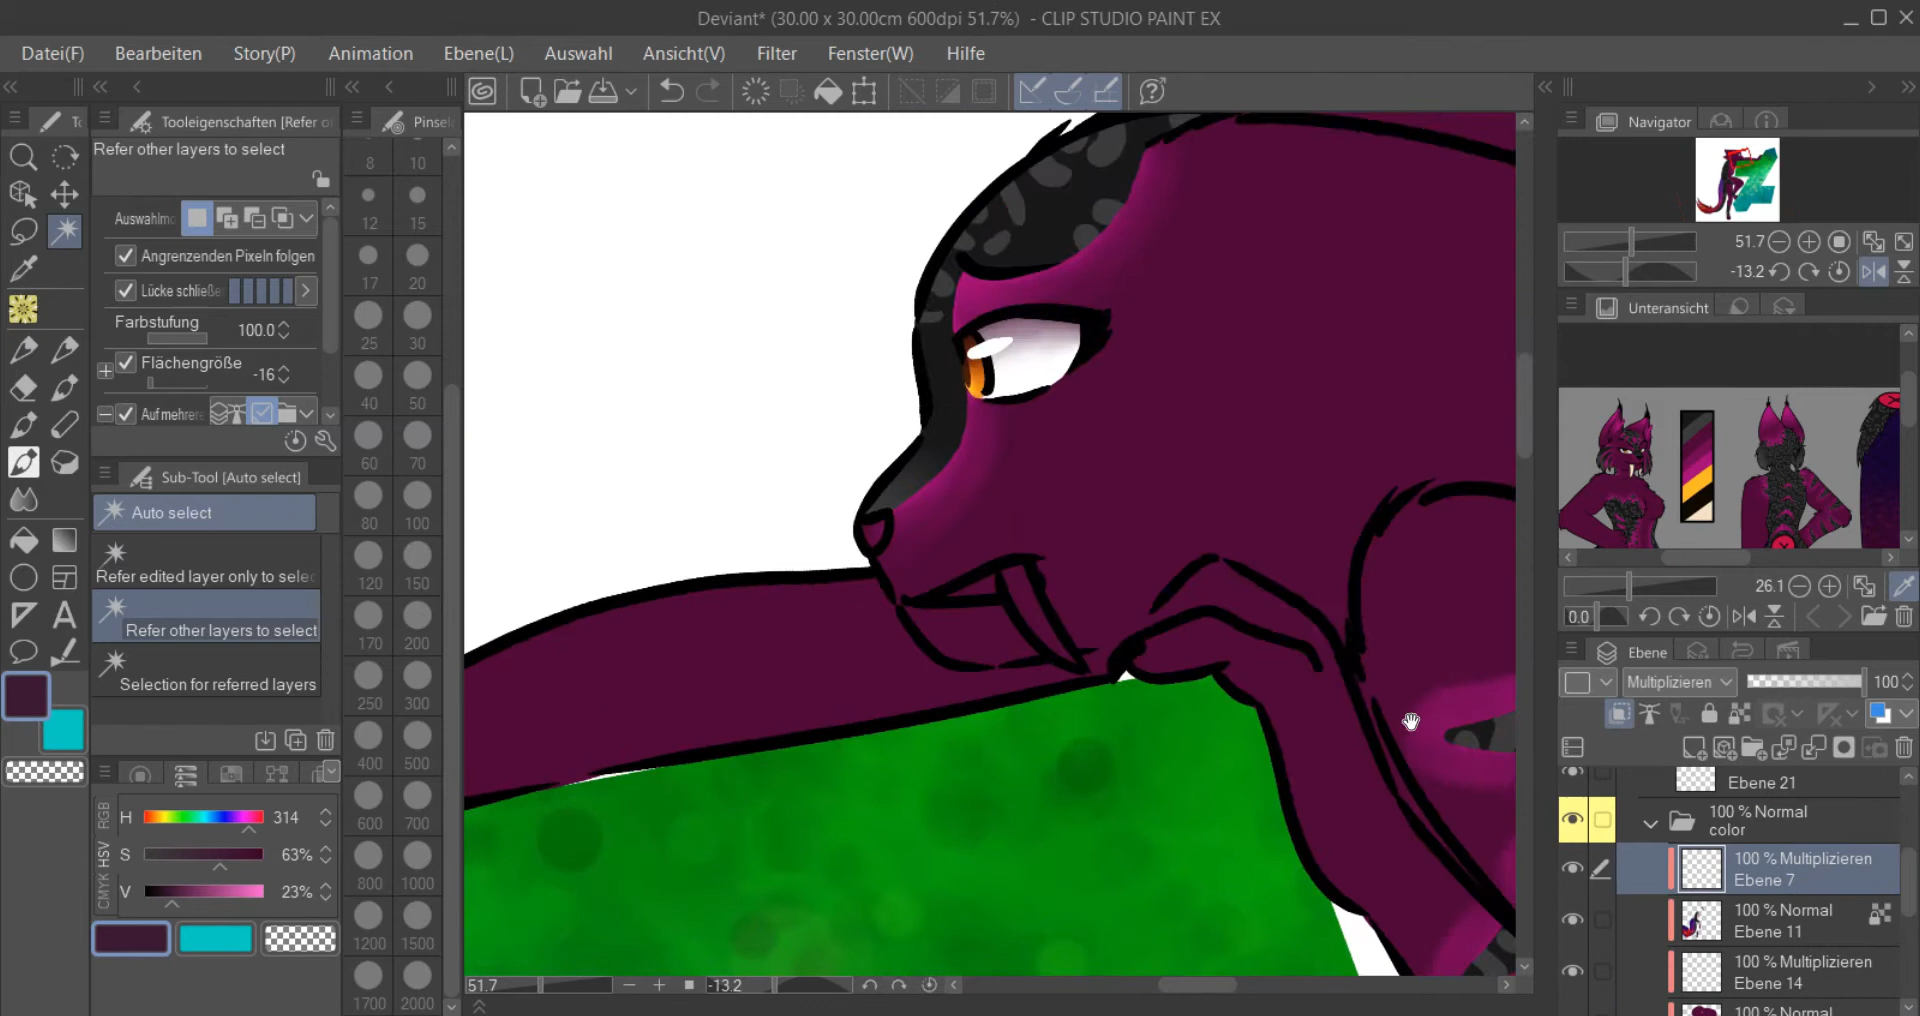 Deviant* (30.00 x 30.00cm 600dpi 51.7%) - CLIP STUDIO PAINT EX
Datei(F) Bearbeiten Story(P) Animation Ebene(L) Auswahl Ansicht(V) Filter Fenster(W) Hilfe
Tooleigenschaften [Refer o
Pinsel
Refer other layers to select
Auswahlm
Angrenzenden Pixeln folgen
Lücke schließe
Farbstufung 100.0
Flächengröße -16
Auf mehrere
Sub-Tool [Auto select]
Auto select
Refer edited layer only to selec
Refer other layers to select
Selection for referred layers
8 10
12 15
17 20
25 30
40 50
60 70
80 100
120 150
170 200
250 300
400 500
600 700
800 1000
1200 1500
1700 2000
RGB
HSV
CMYK
H 314
S 63%
V 23%
51.7
-13.2
Navigator
51.7
-13.2
Unteransicht
26.1
0.0
Ebene
Multiplizieren 100
Ebene 21
100 % Normal
color
100 % Multiplizieren
Ebene 7
100 % Normal
Ebene 11
100 % Multiplizieren
Ebene 14
100 % Normal